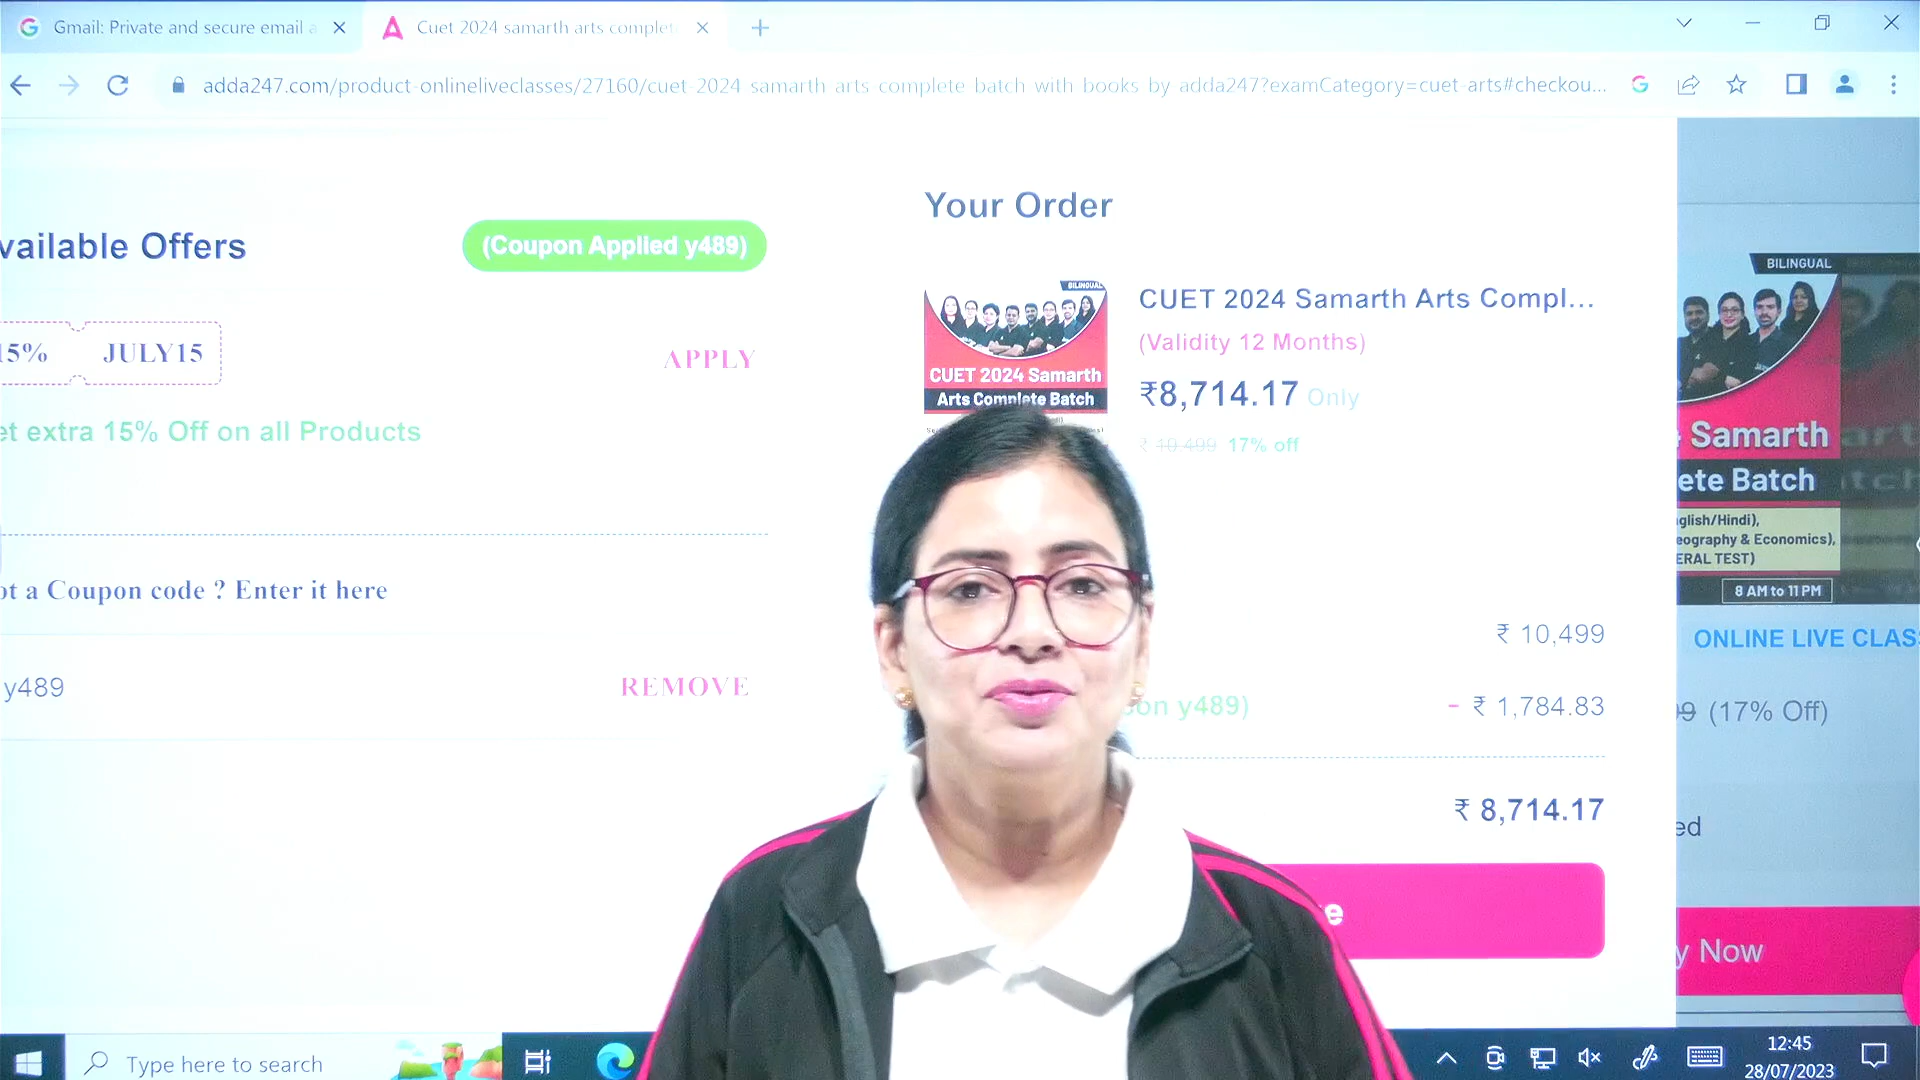 Gmail: Private and secure email a
Cuet 2024 samarth arts complet
adda247.com/product-onlineliveclasses/27160/cuet-2024 samarth arts complete batch with books by adda247?examCategory=cuet-arts#checkou...
vailable Offers
(Coupon Applied y489)
15%
JULY15
APPLY
et extra 15% Off on all Products
ot a Coupon code ? Enter it here
y489
REMOVE
Your Order
BILINGUAL
CUET 2024 Samarth
Arts Complete Batch
CUET 2024 Samarth Arts Compl...
(Validity 12 Months)
₹8,714.17 Only
₹ 10,499 17% off
₹ 10,499
on y489)
- ₹ 1,784.83
₹ 8,714.17
e
BILINGUAL
Samarth
ete Batch
glish/Hindi),
eography & Economics),
ERAL TEST)
8 AM to 11 PM
ONLINE LIVE CLAS
99 (17% Off)
ed
y Now
Type here to search
12:45
28/07/2023